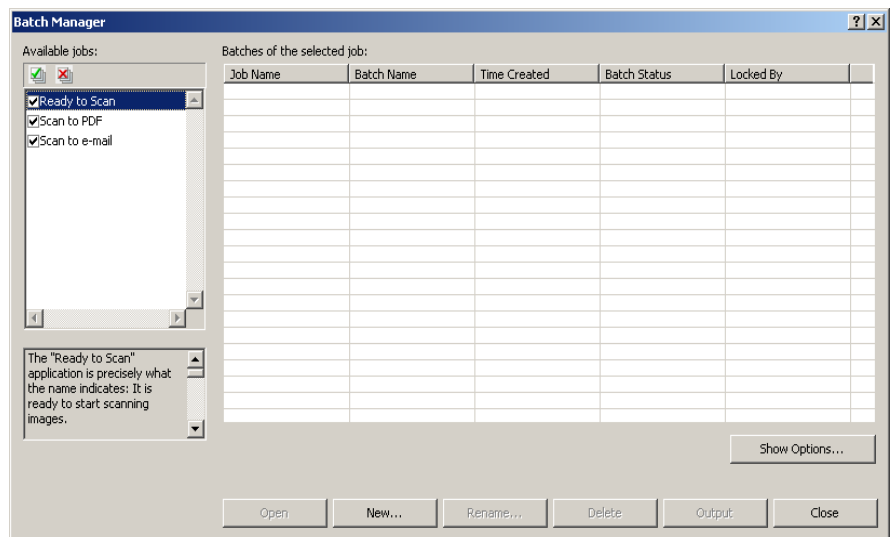 Batch Manager
Available jobs:
Batches of the selected job:
Job Name Batch Name Time Created Batch Status Locked By
Ready to Scan
Scan to PDF
Scan to e-mail
The "Ready to Scan"
application is precisely what
the name indicates: It is
ready to start scanning
images.
Show Options...
Open New... Rename... Delete Output Close